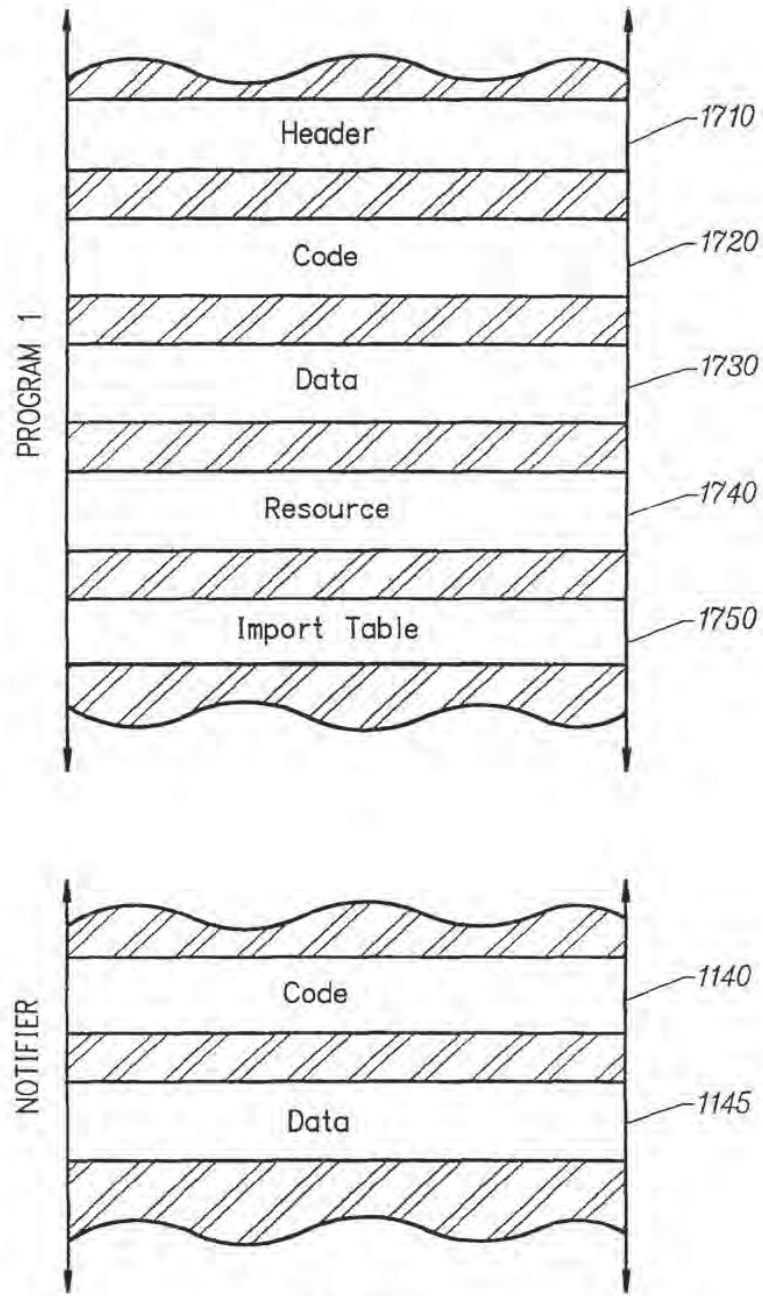 PROGRAM 1
Header
1710
Code
1720
Data
1730
Resource
1740
Import Table
1750
NOTIFIER
Code
1140
Data
1145